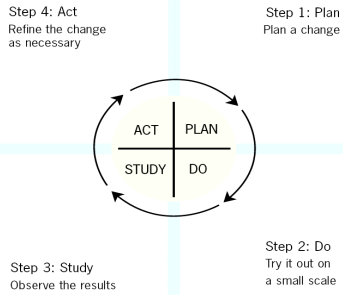 Step 4: Act
Refine the change
as necessary
Step 1: Plan
Plan a change
ACT
PLAN
STUDY
DO
Step 3: Study
Observe the results
Step 2: Do
Try it out on
a small scale